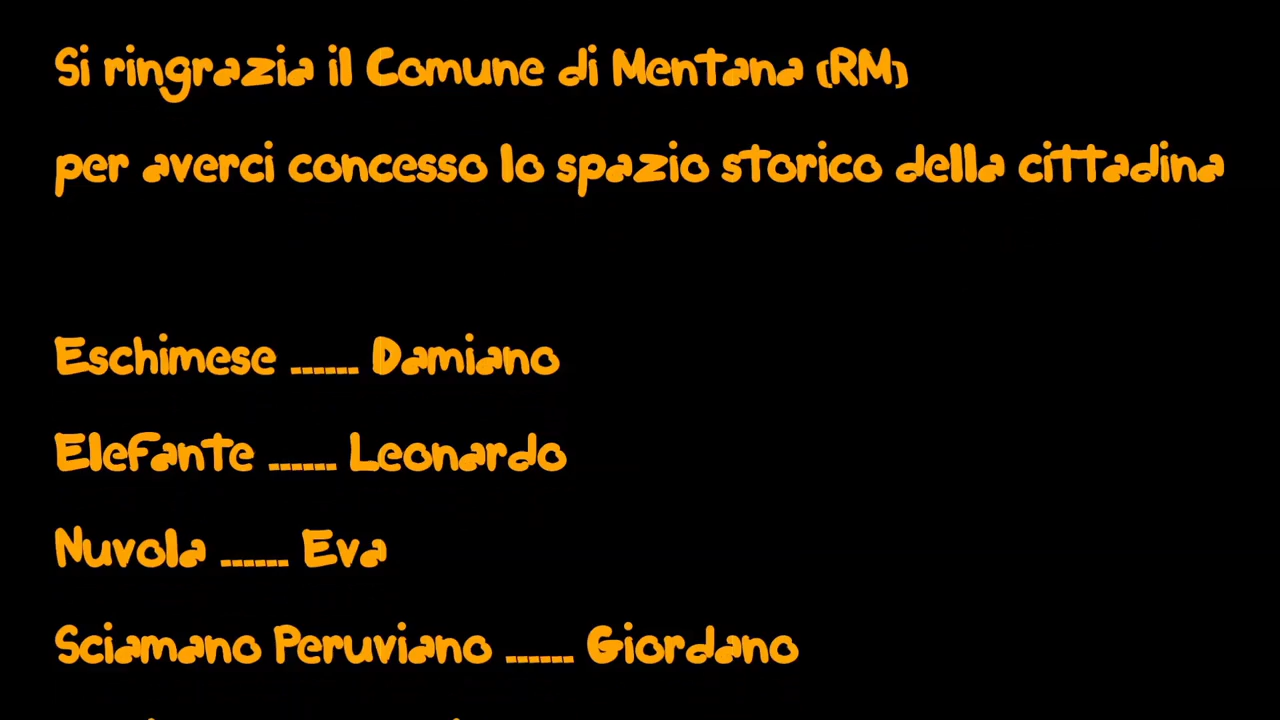 Si ringrazia il Comune di Mentana (RM)
per averci concesso lo spazio storico della cittadina
Eschimese ....... Damiano
Elefante ....... Leonardo
Nuvola ....... Eva
Sciamano Peruviano ....... Giordano